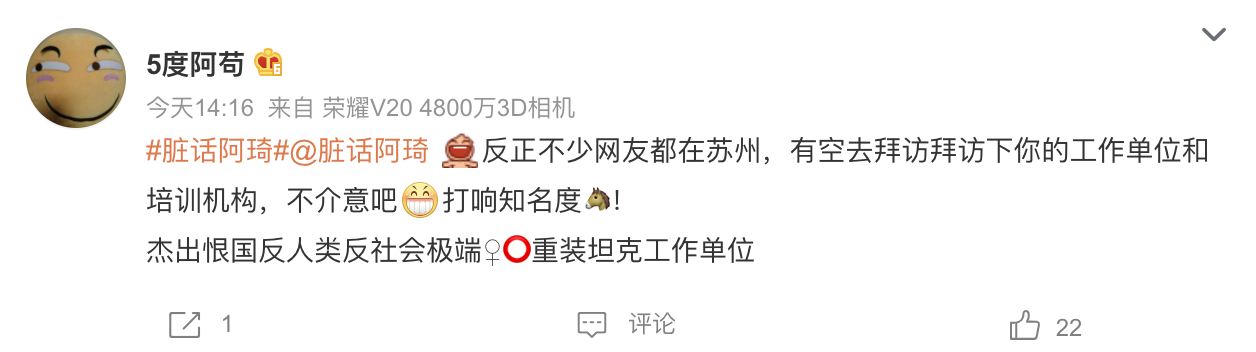 5度阿苟
今天14:16 来自 荣耀V20 4800万3D相机
#脏话阿琦#@脏话阿琦 反正不少网友都在苏州，有空去拜访拜访下你的工作单位和
培训机构，不介意吧😁打响知名度🐴!
杰出恨国反人类反社会极端♀⭕重装坦克工作单位
1 评论 22